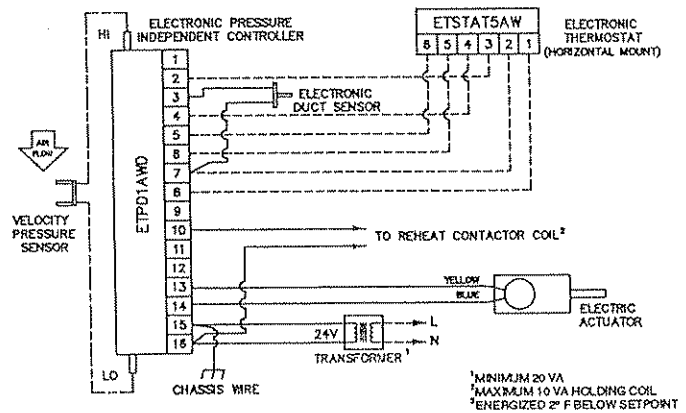 HI
ELECTRONIC PRESSURE
INDEPENDENT CONTROLLER
ETSTAT5AW
6 5 4 3 2 1
ELECTRONIC
THERMOSTAT
(HORIZONTAL MOUNT)
ETPD1AWD
1
2
3
4
5
6
7
8
9
10
11
12
13
14
15
16
ELECTRONIC
DUCT SENSOR
AIR
FLOW
VELOCITY
PRESSURE
SENSOR
TO REHEAT CONTACTOR COIL²
YELLOW
BLUE
ELECTRIC
ACTUATOR
24V
L
N
TRANSFORMER¹
LO
CHASSIS WIRE
¹MINIMUM 20 VA
²MAXIMUM 10 VA HOLDING COIL
³ENERGIZED 2° F BELOW SETPOINT